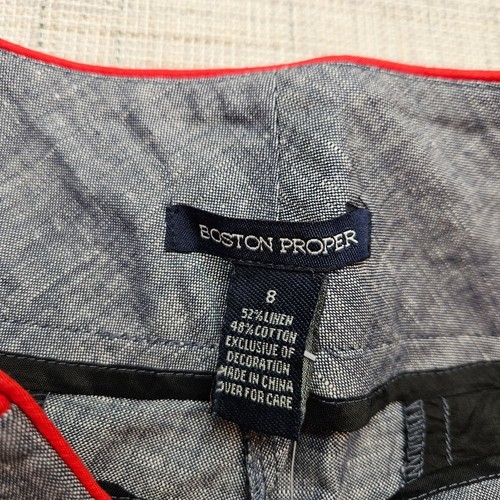 BOSTON PROPER
8
52% LINEN
48% COTTON
EXCLUSIVE OF
DECORATION
MADE IN CHINA
OVER FOR CARE